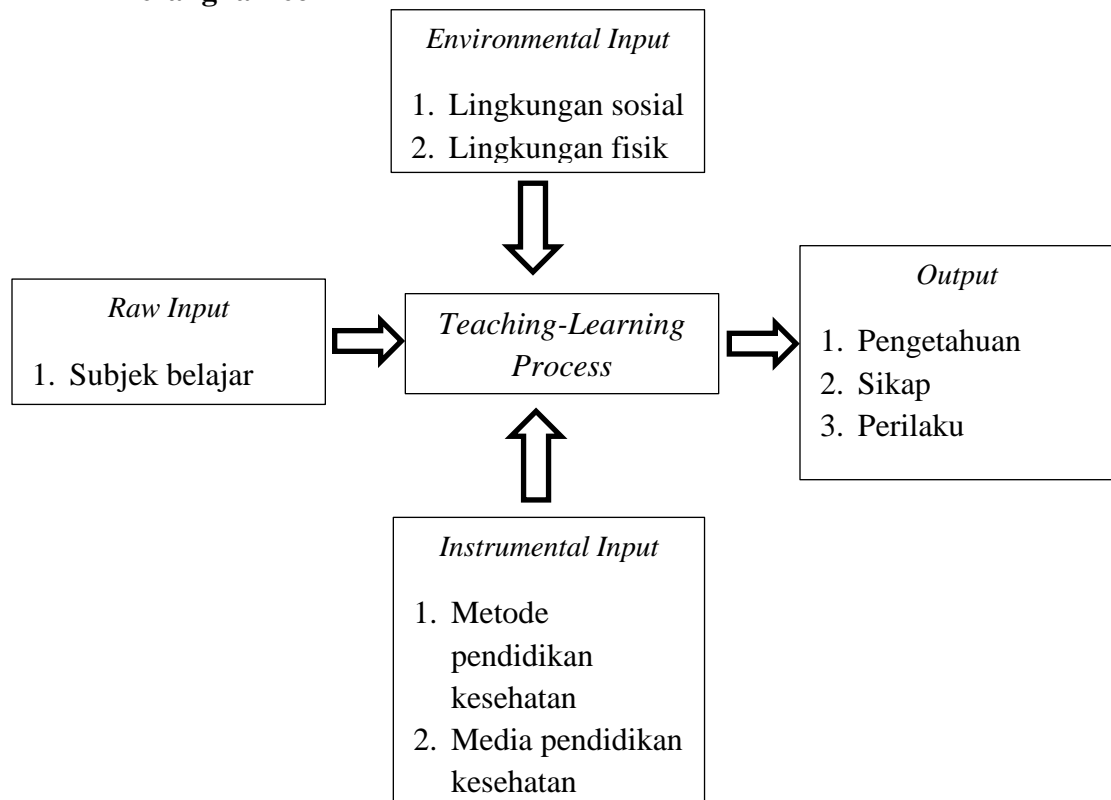 Environmental Input
1. Lingkungan sosial
2. Lingkungan fisik
Raw Input
1. Subjek belajar
Teaching-Learning
Process
Output
1. Pengetahuan
2. Sikap
3. Perilaku
Instrumental Input
1. Metode
pendidikan
kesehatan
2. Media pendidikan
kesehatan